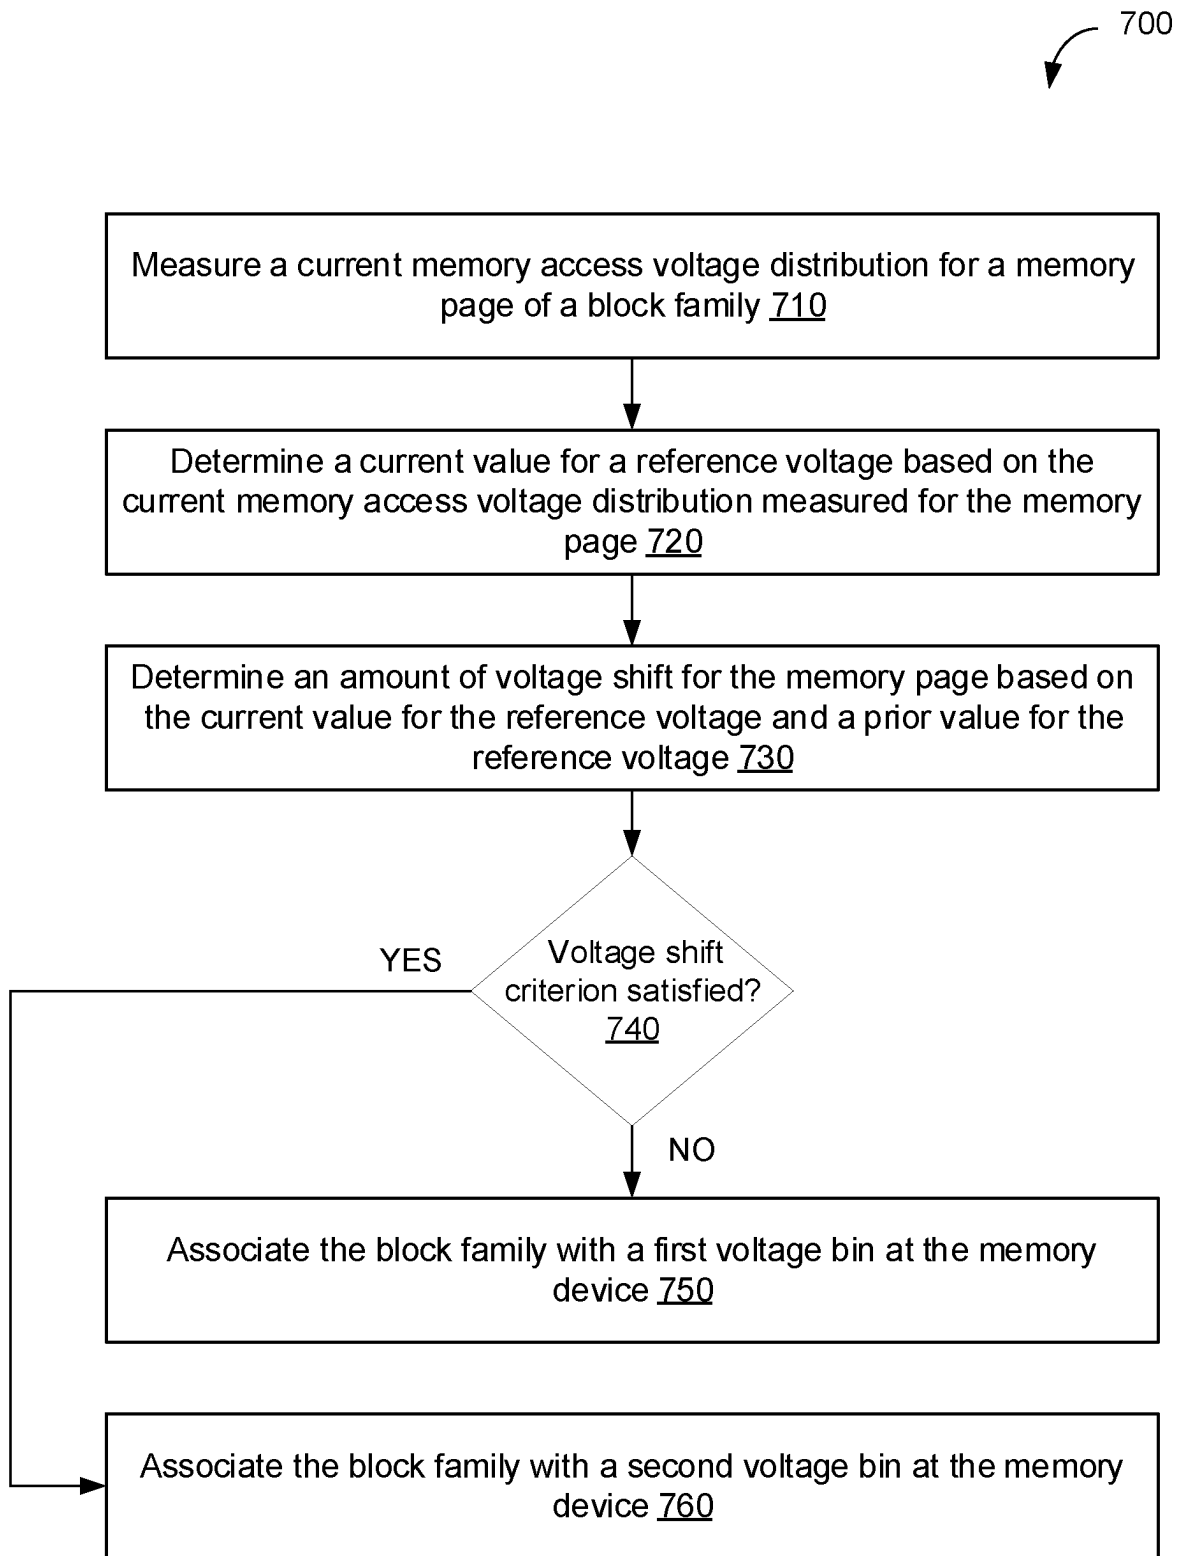 700
Measure a current memory access voltage distribution for a memory
page of a block family 710
Determine a current value for a reference voltage based on the
current memory access voltage distribution measured for the memory
page 720
Determine an amount of voltage shift for the memory page based on
the current value for the reference voltage and a prior value for the
reference voltage 730
YES
Voltage shift
criterion satisfied?
740
NO
Associate the block family with a first voltage bin at the memory
device 750
Associate the block family with a second voltage bin at the memory
device 760